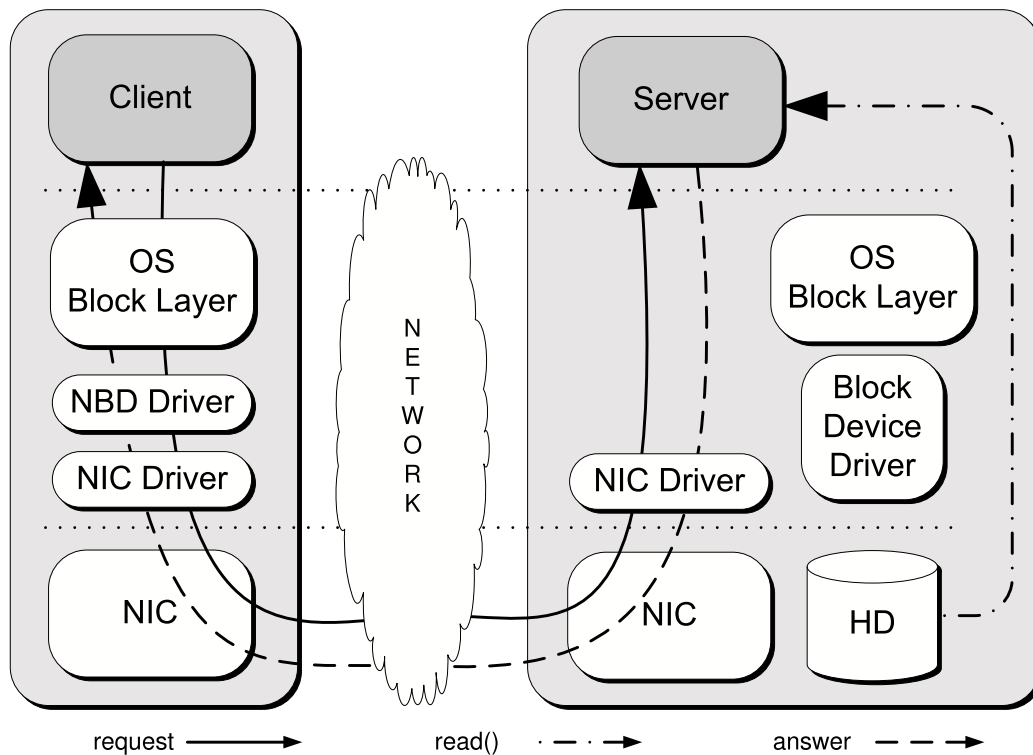 Client
OS
Block Layer
NBD Driver
NIC Driver
NIC
N
E
T
W
O
R
K
Server
OS
Block Layer
Block
Device
Driver
NIC Driver
NIC
HD
request
read()
answer